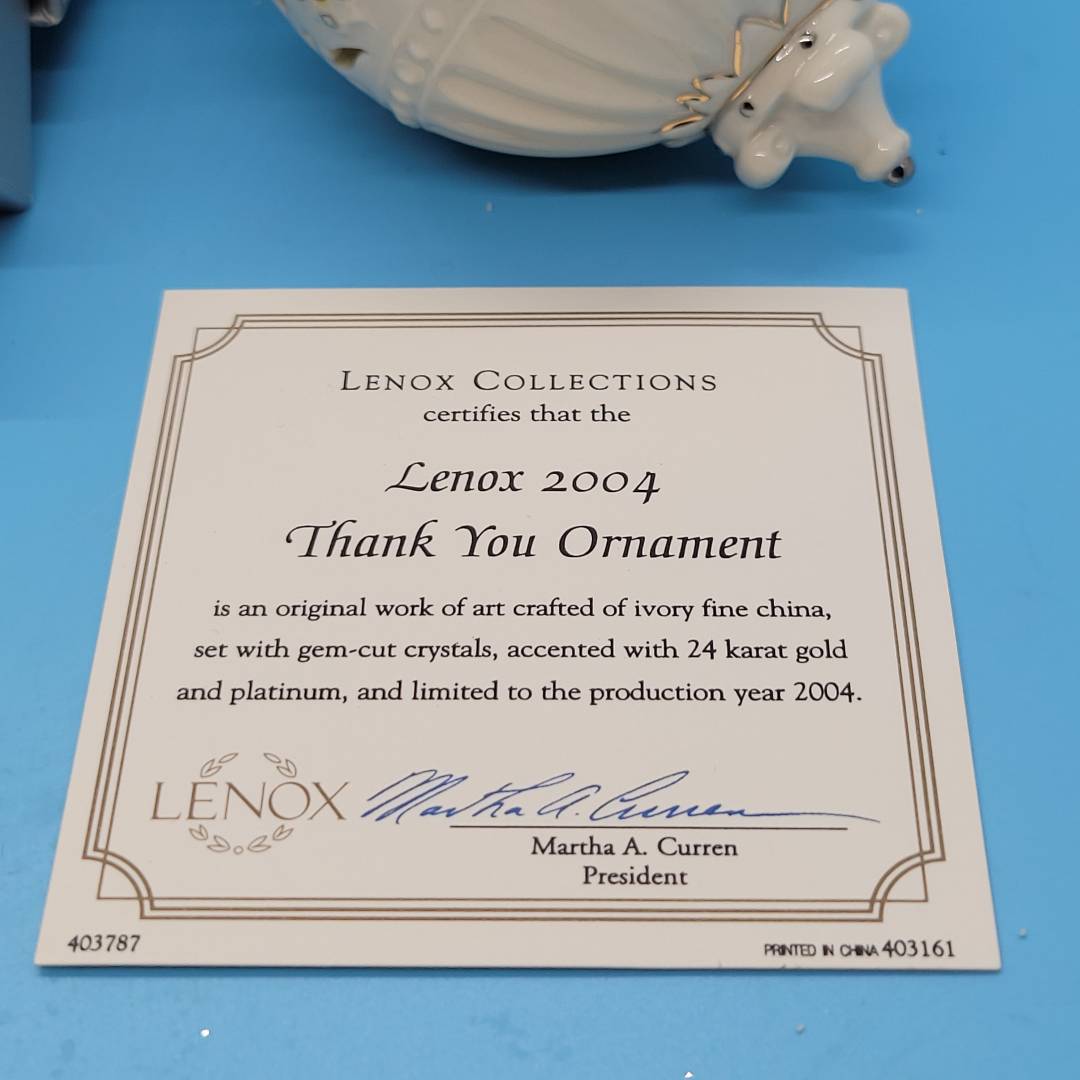 LENOX COLLECTIONS
certifies that the
Lenox 2004
Thank You Ornament
is an original work of art crafted of ivory fine china,
set with gem-cut crystals, accented with 24 karat gold
and platinum, and limited to the production year 2004.
LENOX
Martha A. Curren
Martha A. Curren
President
403787
PRINTED IN CHINA 403161